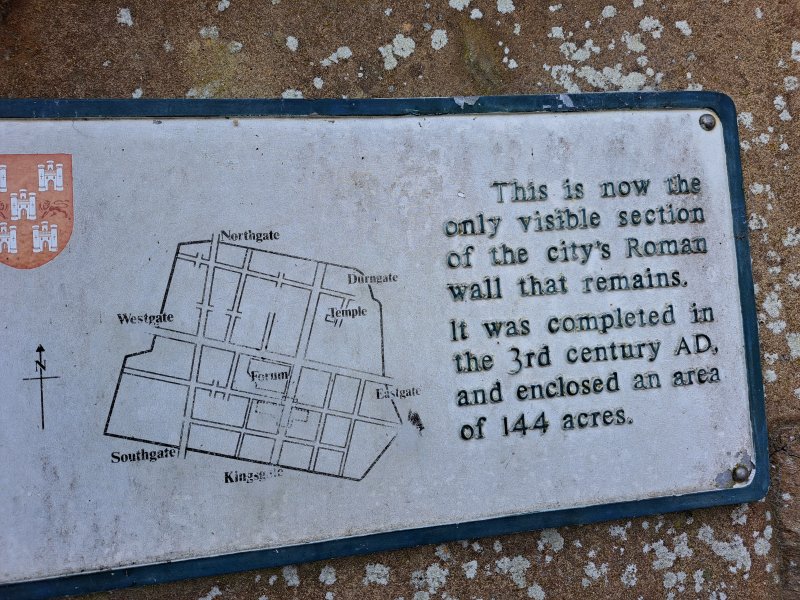 Northgate
Durngate
Temple
Westgate
Forum
Eastgate
Southgate
Kingsgate
N
This is now the
only visible section
of the city's Roman
wall that remains.
It was completed in
the 3rd century AD,
and enclosed an area
of 144 acres.